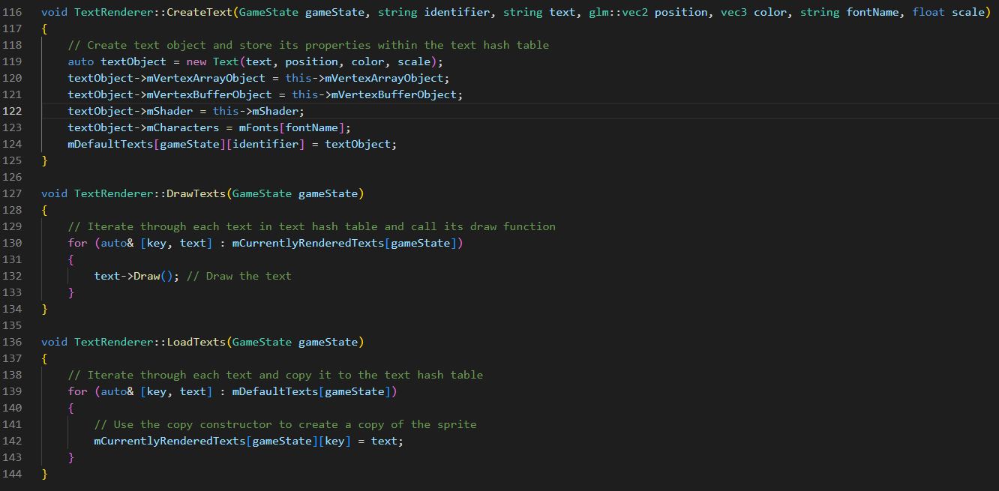 116 void TextRenderer::CreateText(GameState gameState, string identifier, string text, glm::vec2 position, vec3 color, string fontName, float scale)
117 {
118     // Create text object and store its properties within the text hash table
119     auto textObject = new Text(text, position, color, scale);
120     textObject->mVertexArrayObject = this->mVertexArrayObject;
121     textObject->mVertexBufferObject = this->mVertexBufferObject;
122     textObject->mShader = this->mShader;
123     textObject->mCharacters = mFonts[fontName];
124     mDefaultTexts[gameState][identifier] = textObject;
125 }
126
127 void TextRenderer::DrawTexts(GameState gameState)
128 {
129     // Iterate through each text in text hash table and call its draw function
130     for (auto& [key, text] : mCurrentlyRenderedTexts[gameState])
131     {
132         text->Draw(); // Draw the text
133     }
134 }
135
136 void TextRenderer::LoadTexts(GameState gameState)
137 {
138     // Iterate through each text and copy it to the text hash table
139     for (auto& [key, text] : mDefaultTexts[gameState])
140     {
141         // Use the copy constructor to create a copy of the sprite
142         mCurrentlyRenderedTexts[gameState][key] = text;
143     }
144 }